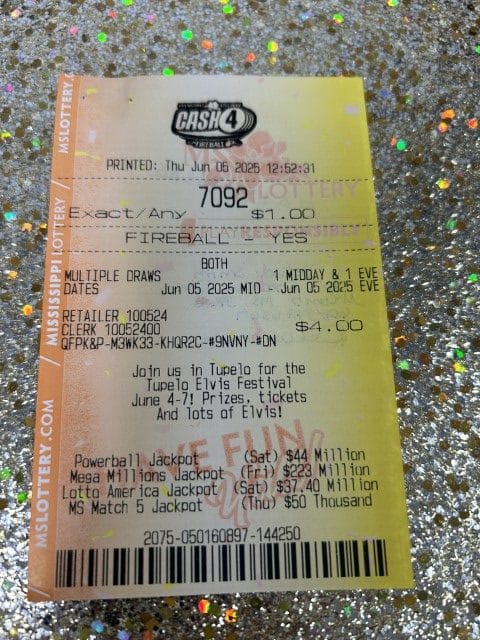 CASH 4
FIREBALL
PRINTED: Thu Jun 05 2025 12:52:31
7092
Exact/Any $1.00
FIREBALL - YES
BOTH
MULTIPLE DRAWS 1 MIDDAY & 1 EVE
DATES Jun 05 2025 MID - Jun 05 2025 EVE
RETAILER 100524
CLERK 10052400 $4.00
QFPK&P-M3WK33-KHQR2C-#9NVNY-#DN
Join us in Tupelo for the
Tupelo Elvis Festival
June 4-7! Prizes, tickets
And lots of Elvis!
Powerball Jackpot (Sat) $44 Million
Mega Millions Jackpot (Fri) $223 Million
Lotto America Jackpot (Sat) $37.40 Million
MS Match 5 Jackpot (Thu) $50 Thousand
2075-050160897-144250
MSLOTTERY.COM / MISSISSIPPI LOTTERY / MSLOTTERY.
LOTTERY
PLAY RESPONSIBLY
HAVE FUN